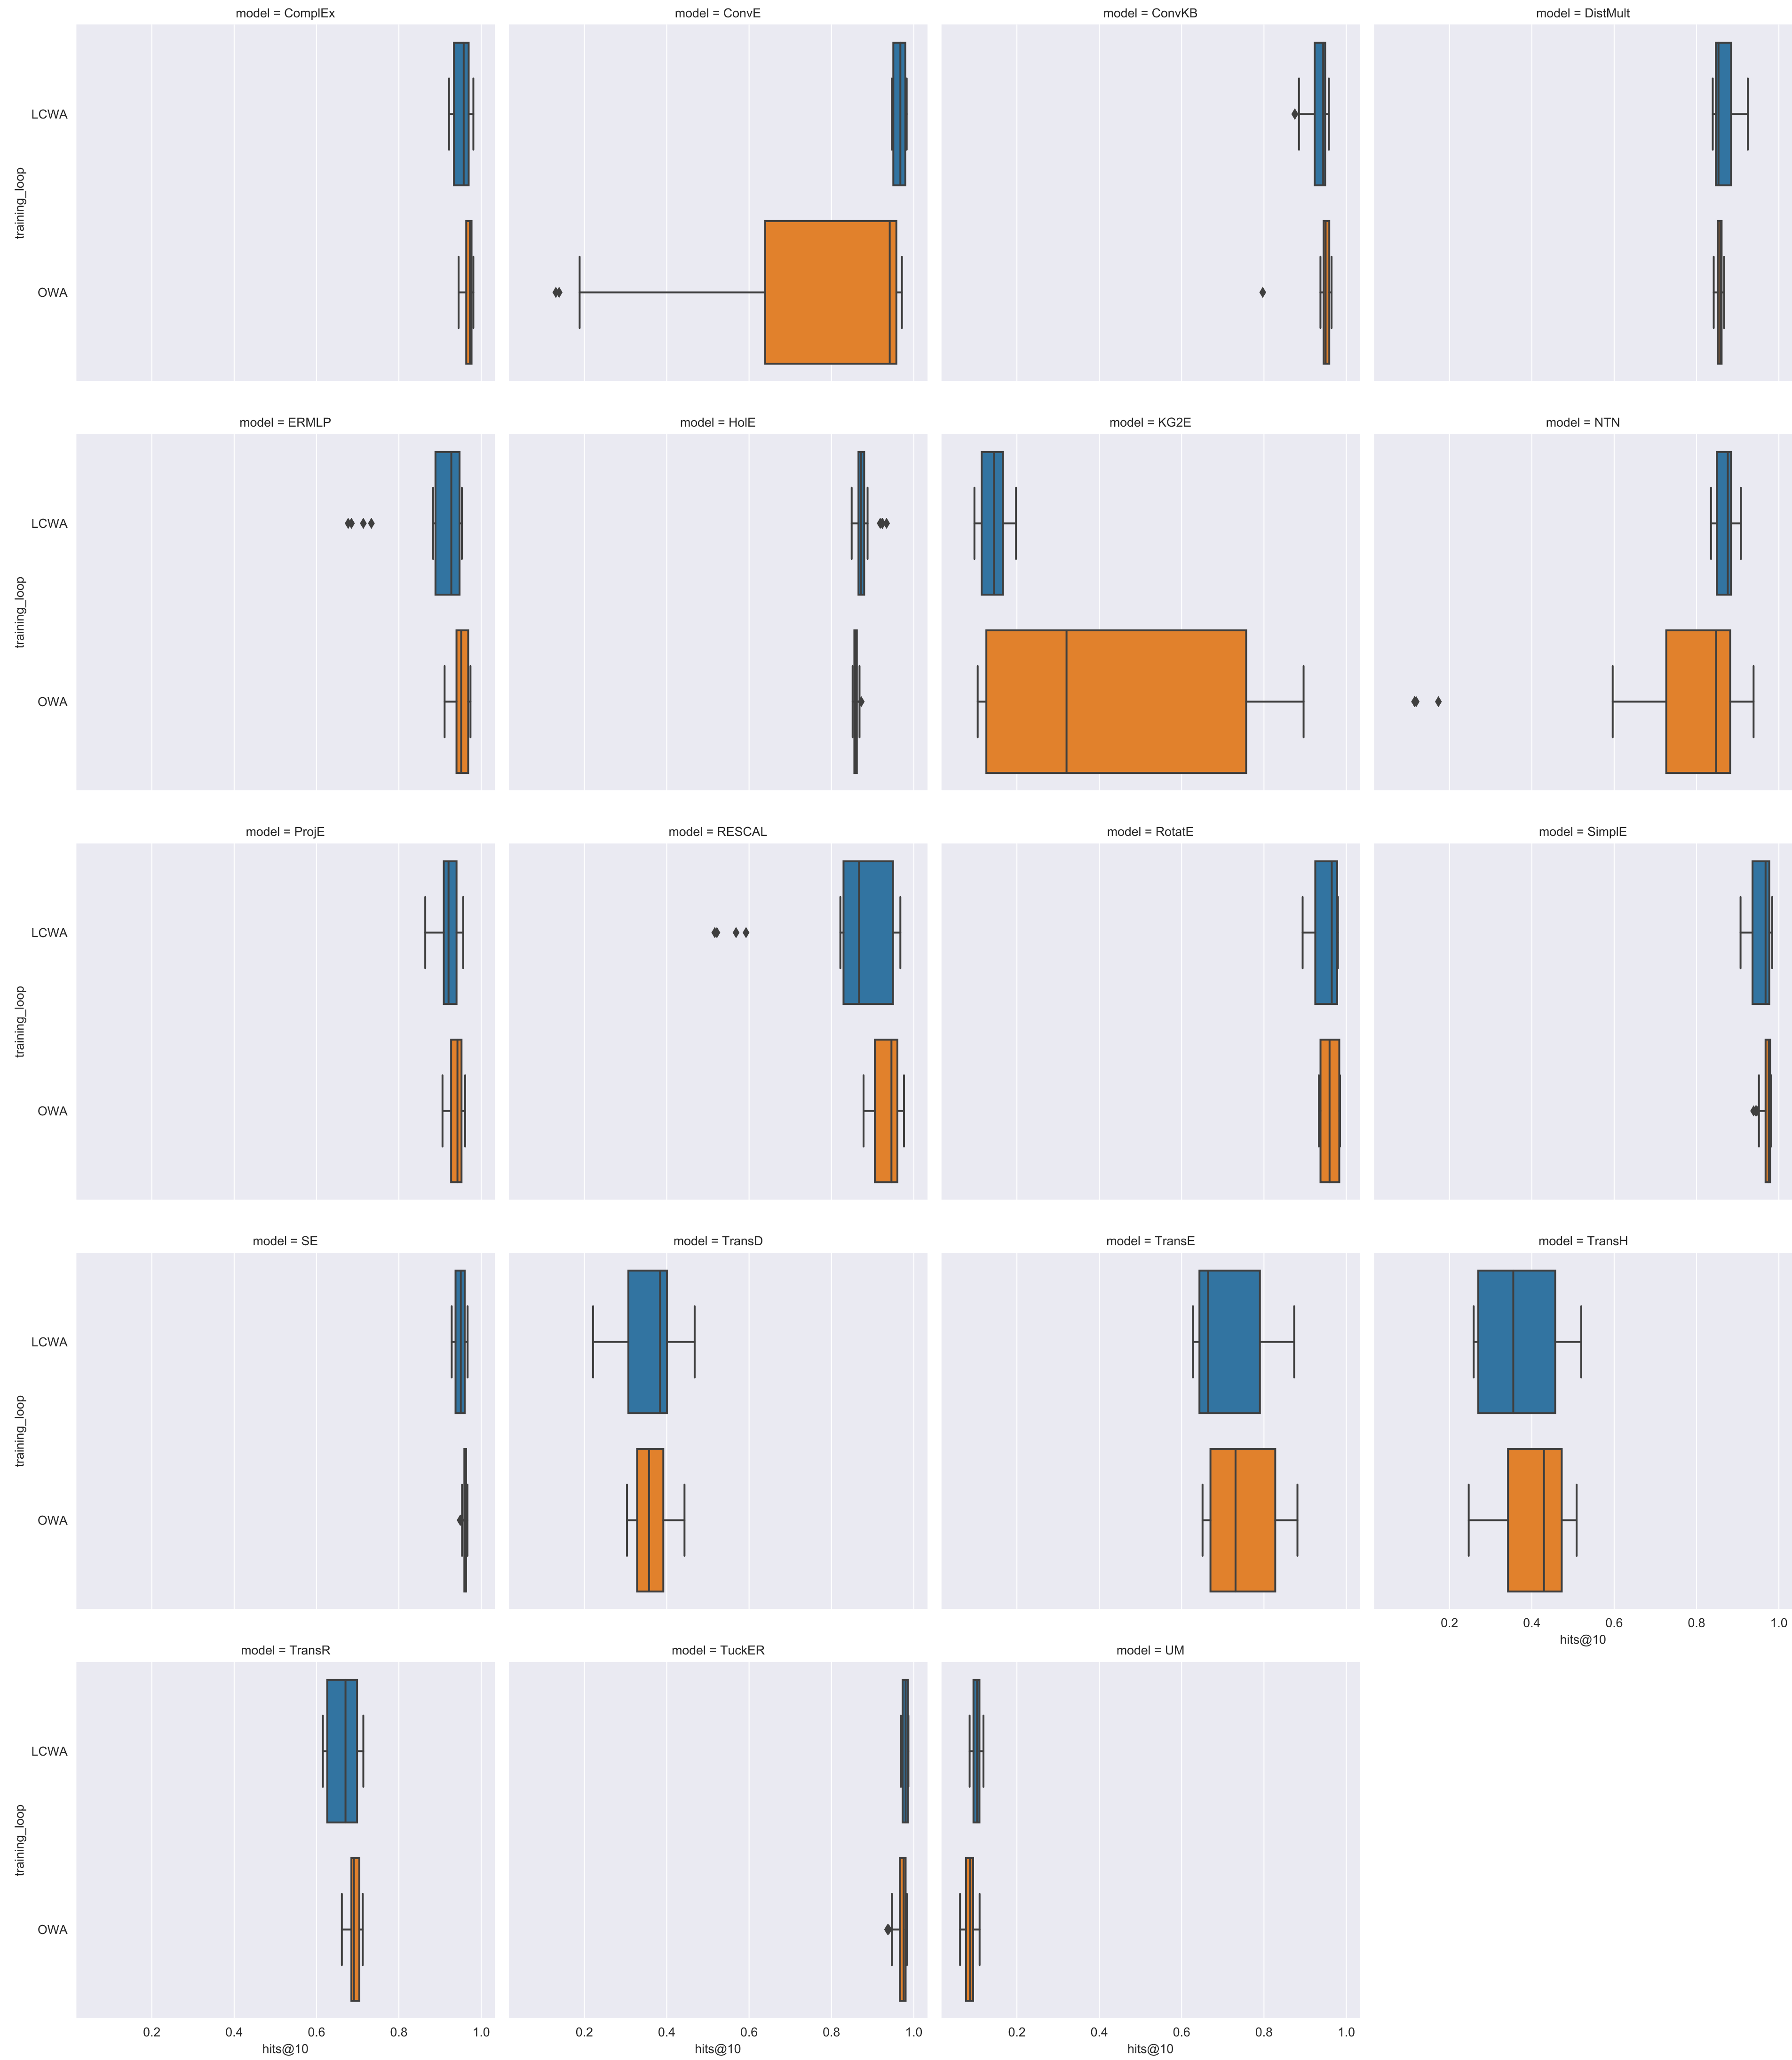 model = ComplEx
model = ConvE
model = ConvKB
model = DistMult
LCWA
training_loop
OWA
model = ERMLP
model = HolE
model = KG2E
model = NTN
LCWA
training_loop
OWA
model = ProjE
model = RESCAL
model = RotatE
model = SimplE
LCWA
training_loop
OWA
model = SE
model = TransD
model = TransE
model = TransH
LCWA
training_loop
OWA
0.2 0.4 0.6 0.8 1.0
hits@10
model = TransR
model = TuckER
model = UM
LCWA
training_loop
OWA
0.2 0.4 0.6 0.8 1.0
0.2 0.4 0.6 0.8 1.0
0.2 0.4 0.6 0.8 1.0
hits@10
hits@10
hits@10